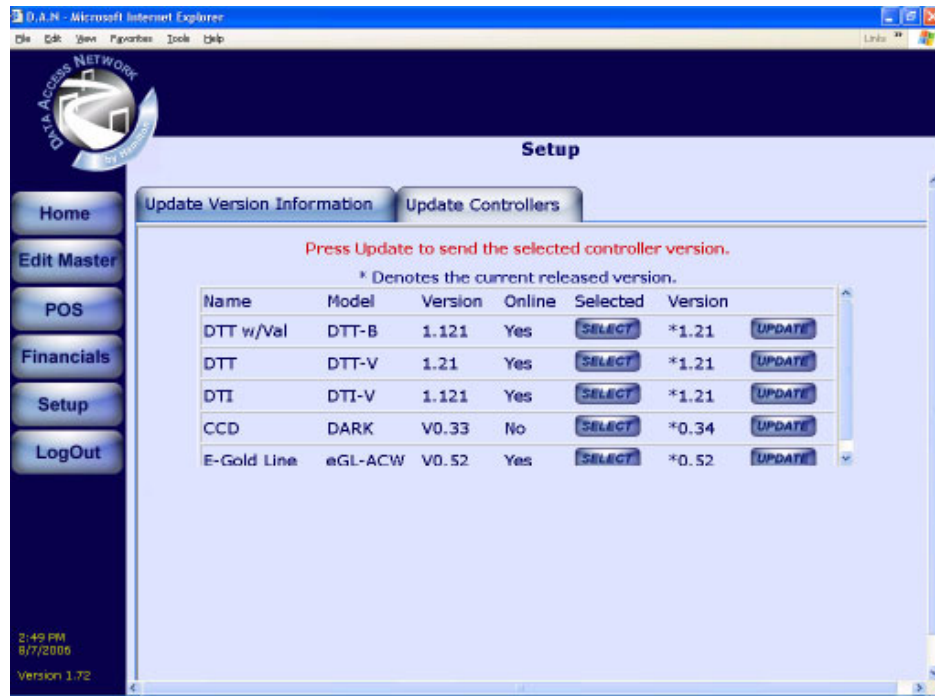 D.A.N - Microsoft Internet Explorer
File Edit View Favorites Tools Help
Links »
DATA ACCESS NETWORK
by Hamilton
Setup
Home
Edit Master
POS
Financials
Setup
LogOut
Update Version Information Update Controllers
Press Update to send the selected controller version.
* Denotes the current released version.
Name Model Version Online Selected Version
DTT w/Val DTT-B 1.121 Yes SELECT *1.21 UPDATE
DTT DTT-V 1.21 Yes SELECT *1.21 UPDATE
DTI DTI-V 1.121 Yes SELECT *1.21 UPDATE
CCD DARK V0.33 No SELECT *0.34 UPDATE
E-Gold Line eGL-ACW V0.52 Yes SELECT *0.52 UPDATE
2:49 PM
8/7/2006
Version 1.72